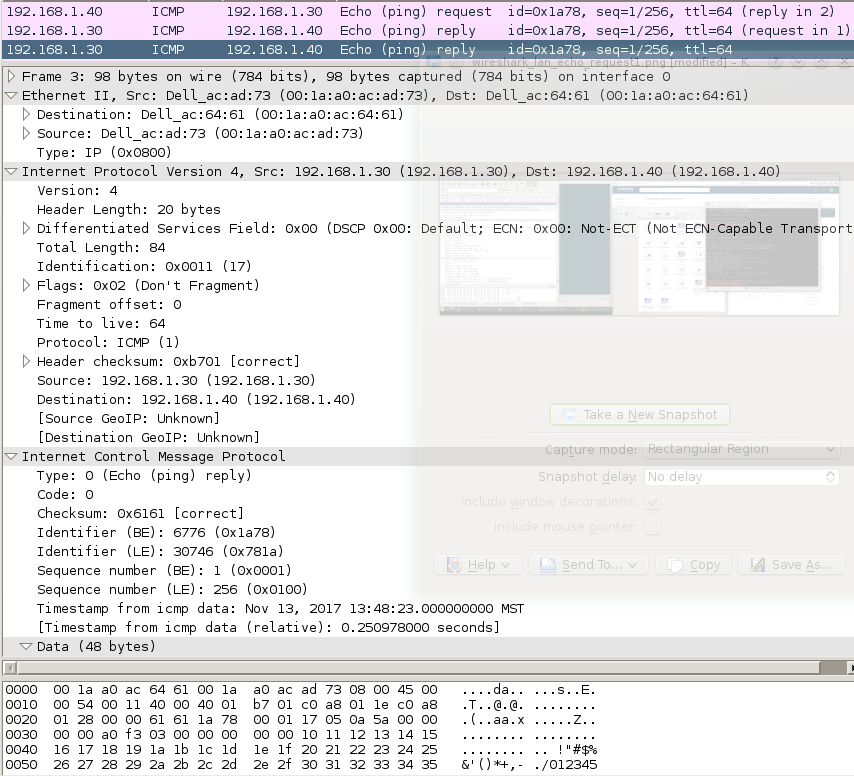 192.168.1.40 ICMP 192.168.1.30 Echo (ping) request id=0x1a78, seq=1/256, ttl=64 (reply in 2)
192.168.1.30 ICMP 192.168.1.40 Echo (ping) reply id=0x1a78, seq=1/256, ttl=64 (request in 1)
192.168.1.30 ICMP 192.168.1.40 Echo (ping) reply id=0x1a78, seq=1/256, ttl=64
wireshark_lan_echo_request1.png [modified] – K...
Frame 3: 98 bytes on wire (784 bits), 98 bytes captured (784 bits) on interface 0
Ethernet II, Src: Dell_ac:ad:73 (00:1a:a0:ac:ad:73), Dst: Dell_ac:64:61 (00:1a:a0:ac:64:61)
Destination: Dell_ac:64:61 (00:1a:a0:ac:64:61)
Source: Dell_ac:ad:73 (00:1a:a0:ac:ad:73)
Type: IP (0x0800)
Internet Protocol Version 4, Src: 192.168.1.30 (192.168.1.30), Dst: 192.168.1.40 (192.168.1.40)
Version: 4
Header Length: 20 bytes
Differentiated Services Field: 0x00 (DSCP 0x00: Default; ECN: 0x00: Not-ECT (Not ECN-Capable Transport
Total Length: 84
Identification: 0x0011 (17)
Flags: 0x02 (Don't Fragment)
Fragment offset: 0
Time to live: 64
Protocol: ICMP (1)
Header checksum: 0xb701 [correct]
Source: 192.168.1.30 (192.168.1.30)
Destination: 192.168.1.40 (192.168.1.40)
[Source GeoIP: Unknown]
[Destination GeoIP: Unknown]
Take a New Snapshot
Capture mode: Rectangular Region
Snapshot delay: No delay
Include window decorations:
Include mouse pointer:
Help Send To... Copy Save As...
Internet Control Message Protocol
Type: 0 (Echo (ping) reply)
Code: 0
Checksum: 0x6161 [correct]
Identifier (BE): 6776 (0x1a78)
Identifier (LE): 30746 (0x781a)
Sequence number (BE): 1 (0x0001)
Sequence number (LE): 256 (0x0100)
Timestamp from icmp data: Nov 13, 2017 13:48:23.000000000 MST
[Timestamp from icmp data (relative): 0.250978000 seconds]
Data (48 bytes)
0000 00 1a a0 ac 64 61 00 1a a0 ac ad 73 08 00 45 00 ....da.. ...s..E.
0010 00 54 00 11 40 00 40 01 b7 01 c0 a8 01 1e c0 a8 .T..@.@. ........
0020 01 28 00 00 61 61 1a 78 00 01 17 05 0a 5a 00 00 .(..aa.x .....Z..
0030 00 00 a0 f3 03 00 00 00 00 00 10 11 12 13 14 15 ........ ........
0040 16 17 18 19 1a 1b 1c 1d 1e 1f 20 21 22 23 24 25 ........ .. !"#$%
0050 26 27 28 29 2a 2b 2c 2d 2e 2f 30 31 32 33 34 35 &'()*+,- ./012345